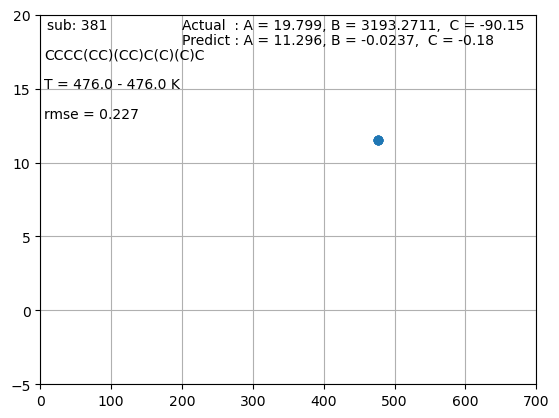 sub: 381
Actual : A = 19.799, B = 3193.2711, C = -90.15
Predict : A = 11.296, B = -0.0237, C = -0.18
CCCC(CC)(CC)C(C)(C)C
T = 476.0 - 476.0 K
rmse = 0.227
20
15
10
5
0
−5
0 100 200 300 400 500 600 700